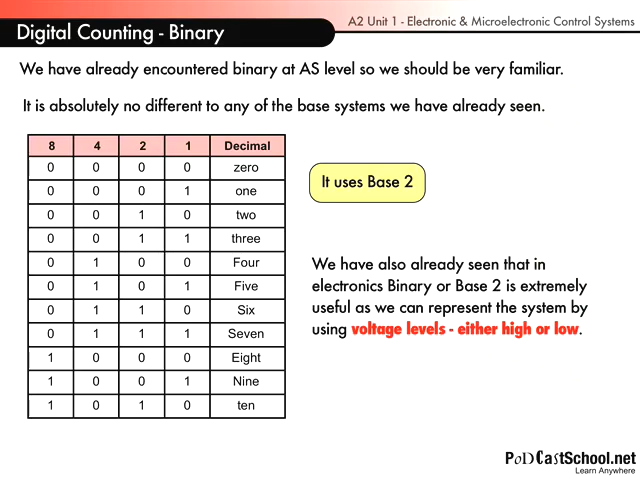 A2 Unit 1 - Electronic & Microelectronic Control Systems
Digital Counting - Binary
We have already encountered binary at AS level so we should be very familiar.
It is absolutely no different to any of the base systems we have already seen.
8 4 2 1 Decimal
0 0 0 0 zero
0 0 0 1 one
0 0 1 0 two
0 0 1 1 three
0 1 0 0 Four
0 1 0 1 Five
0 1 1 0 Six
0 1 1 1 Seven
1 0 0 0 Eight
1 0 0 1 Nine
1 0 1 0 ten
It uses Base 2
We have also already seen that in
electronics Binary or Base 2 is extremely
useful as we can represent the system by
using voltage levels - either high or low.
PoDCastSchool.net
Learn Anywhere